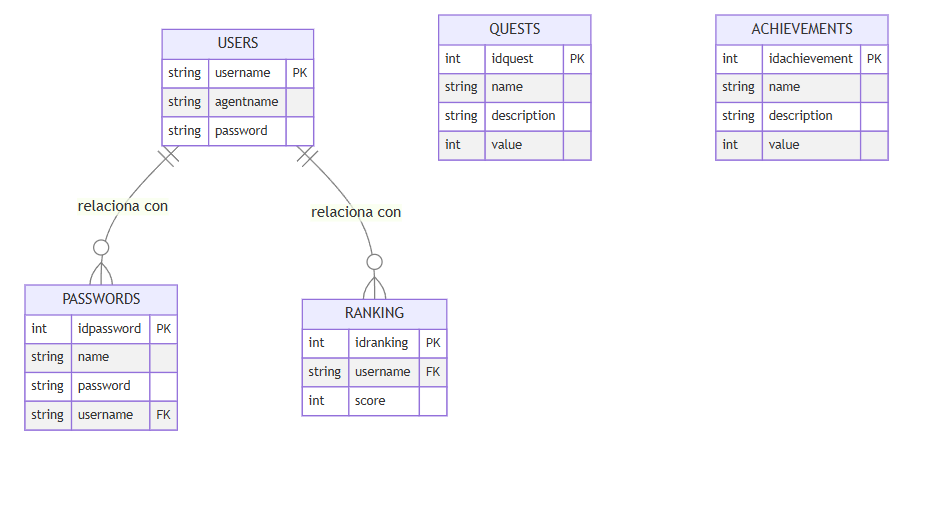 USERS
string username PK
string agentname
string password
QUESTS
int idquest PK
string name
string description
int value
ACHIEVEMENTS
int idachievement PK
string name
string description
int value
relaciona con
relaciona con
PASSWORDS
int idpassword PK
string name
string password
string username FK
RANKING
int idranking PK
string username FK
int score